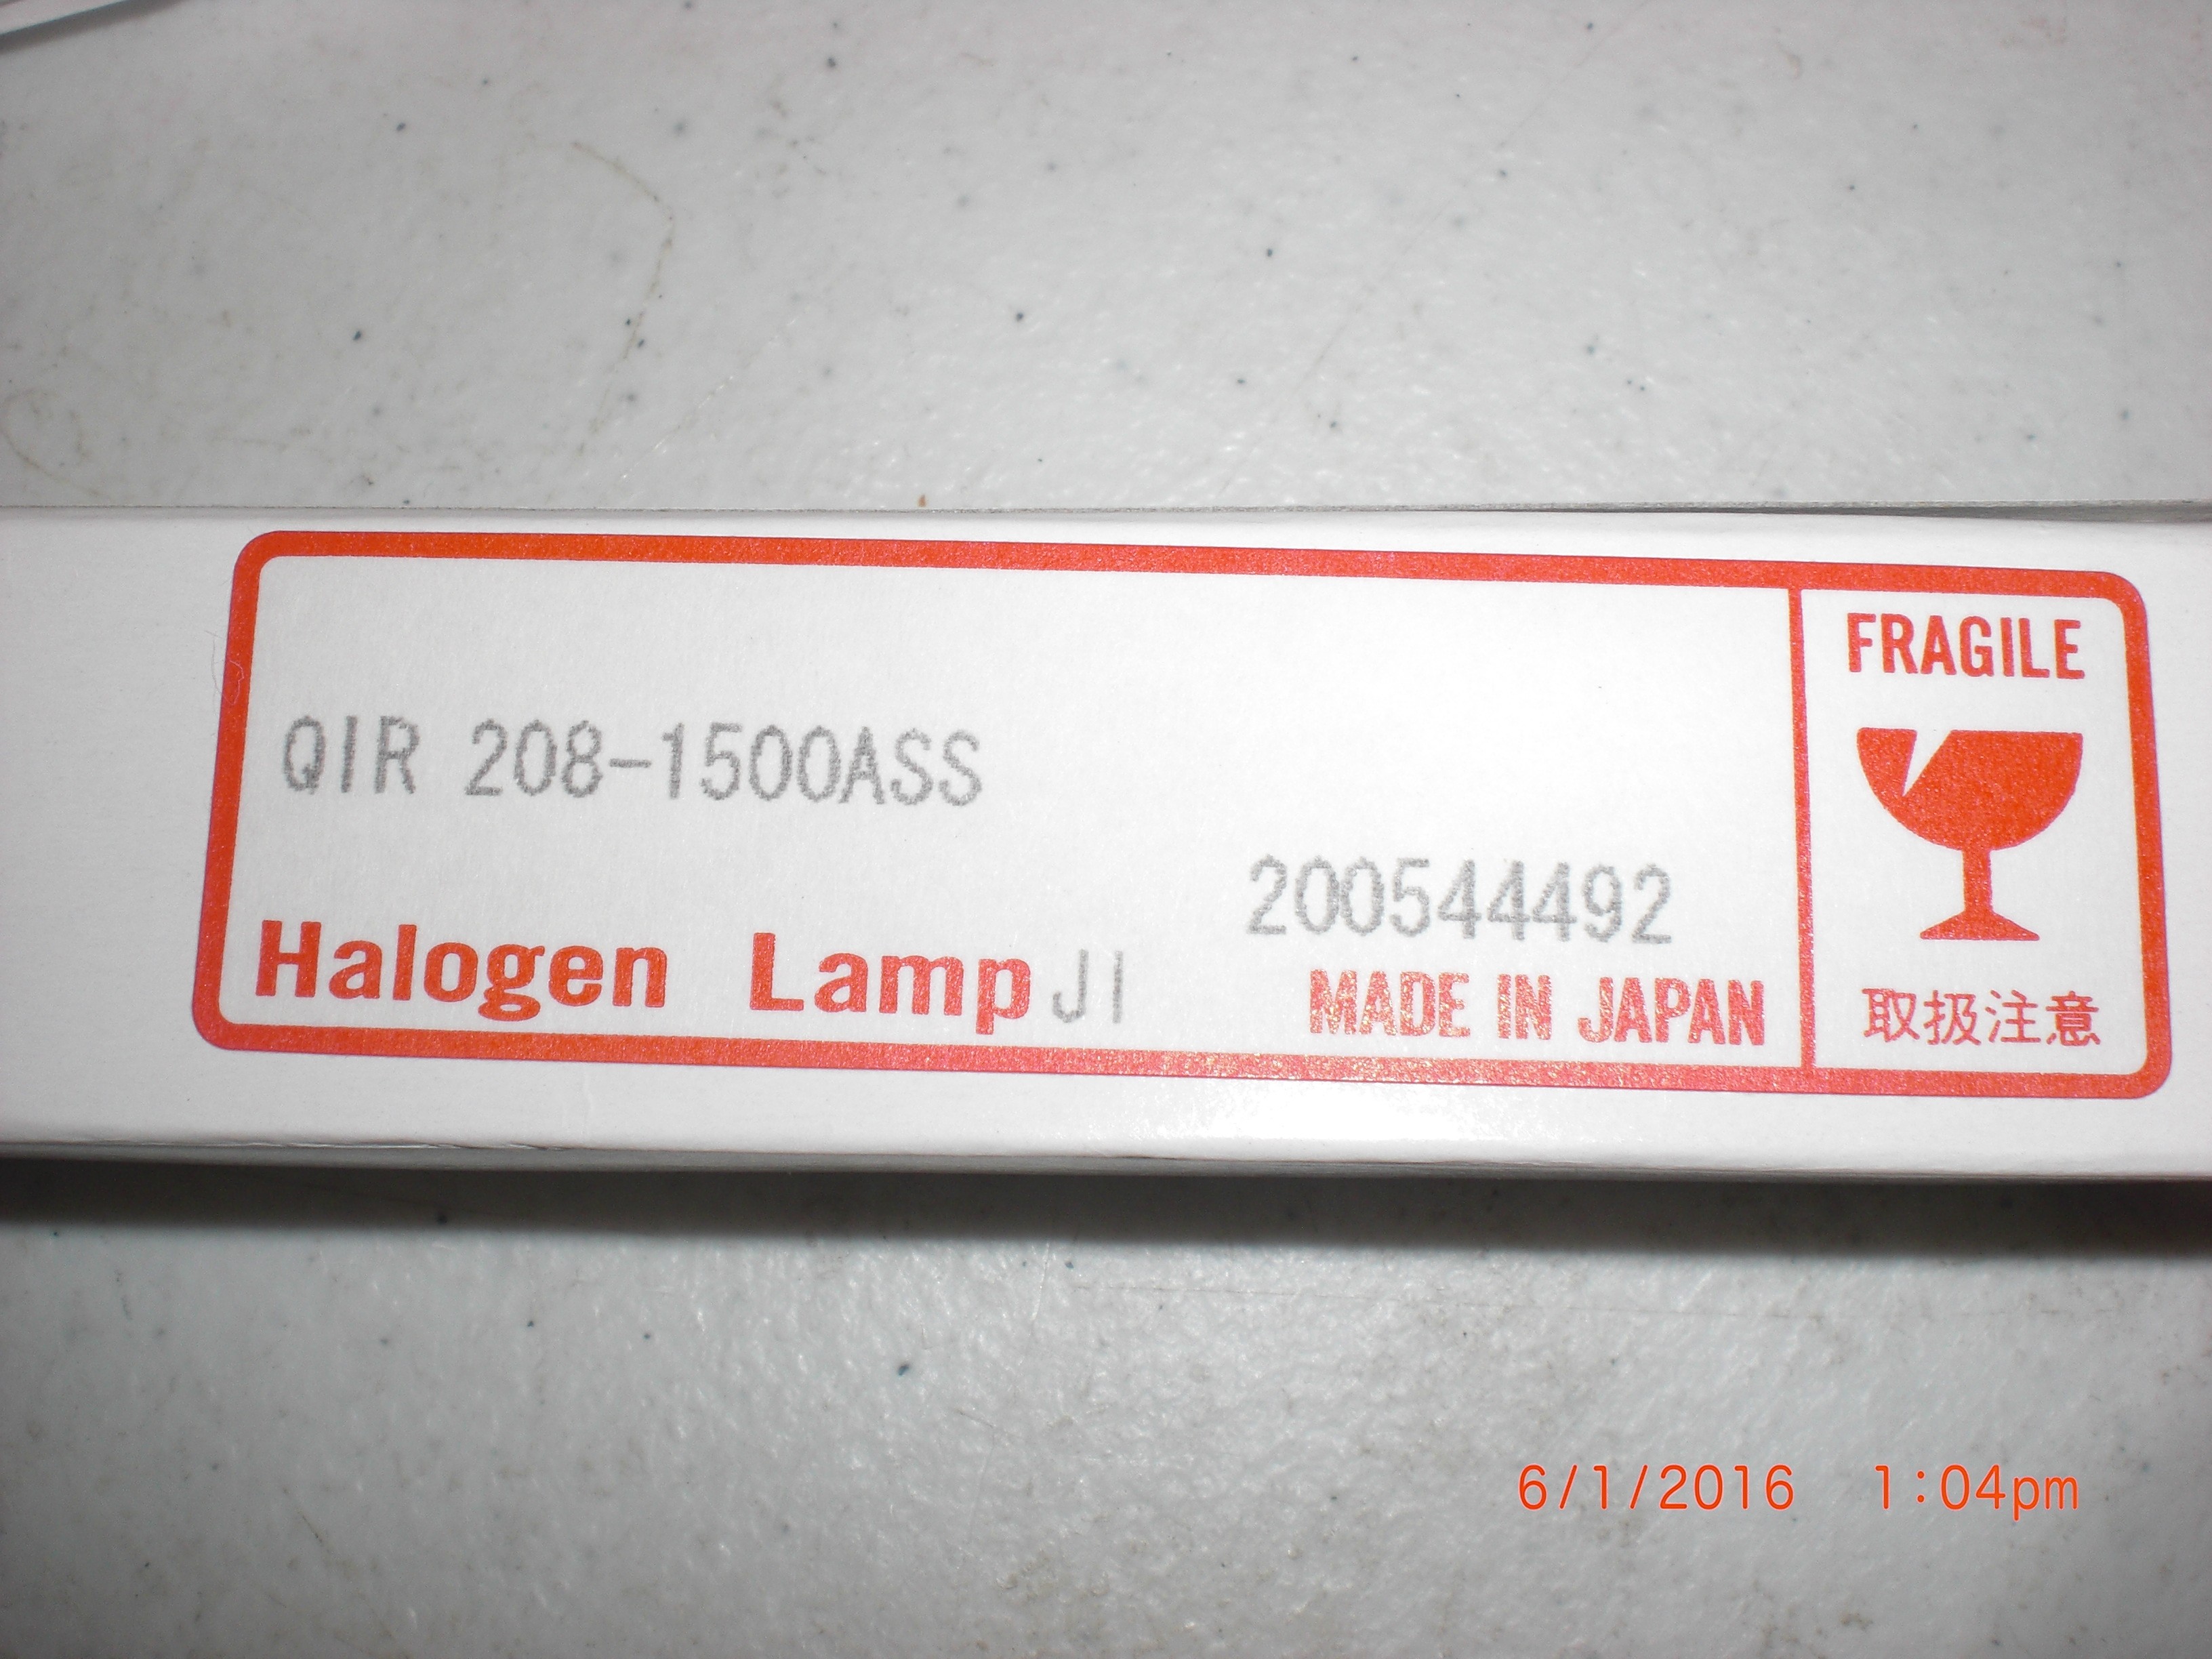 QIR 208-1500ASS
200544492
Halogen Lamp JI
MADE IN JAPAN
FRAGILE
取扱注意
6/1/2016 1:04pm